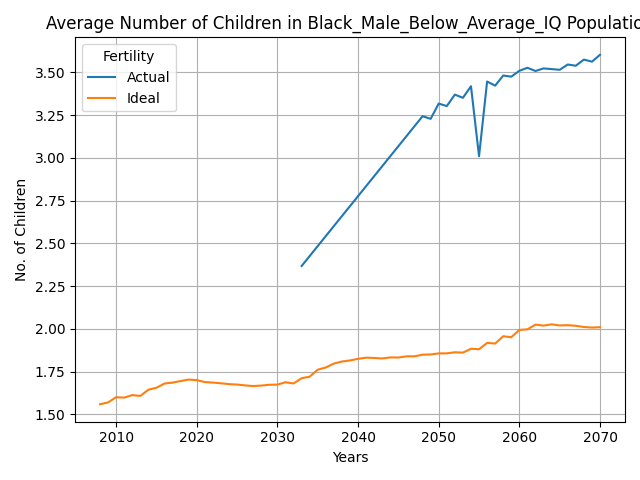 Average Number of Children in Black_Male_Below_Average_IQ Populatio
Fertility
Actual
Ideal
3.50
3.25
3.00
2.75
2.50
2.25
2.00
1.75
1.50
No. of Children
2010 2020 2030 2040 2050 2060 2070
Years